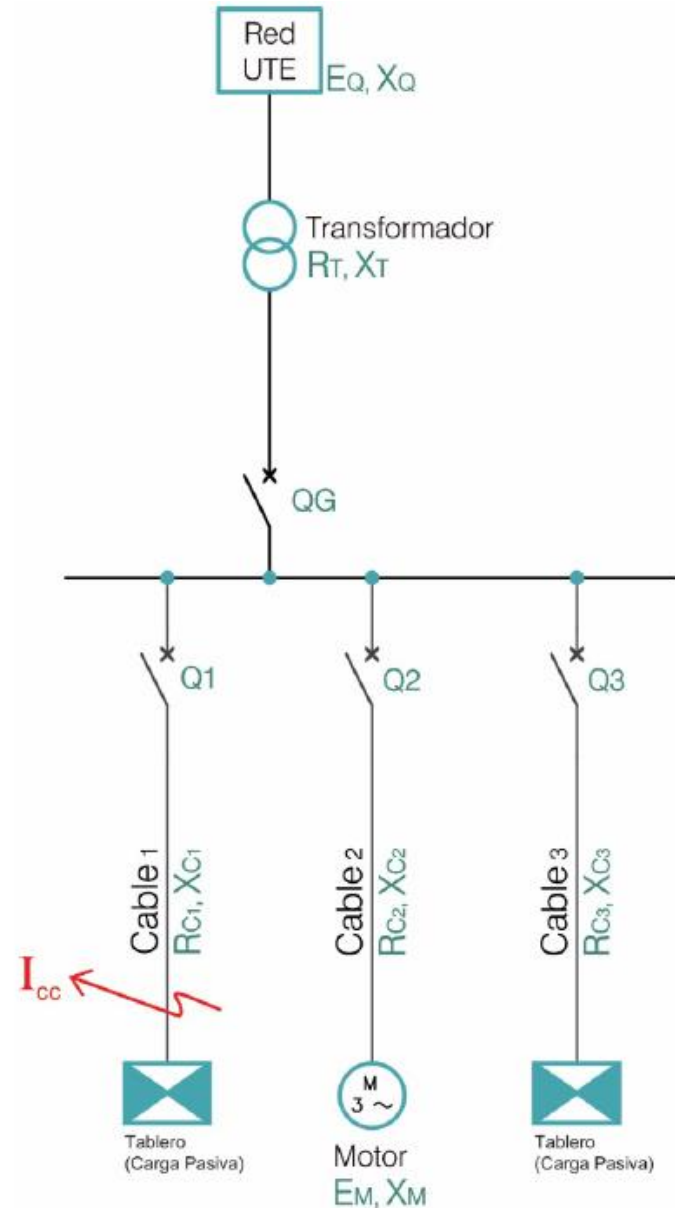 Red
UTE
EQ, XQ
Transformador
RT, XT
QG
Q1
Q2
Q3
Cable 1
RC1, XC1
Cable 2
RC2, XC2
Cable 3
RC3, XC3
Icc
Tablero
(Carga Pasiva)
M
3 ~
Motor
EM, XM
Tablero
(Carga Pasiva)